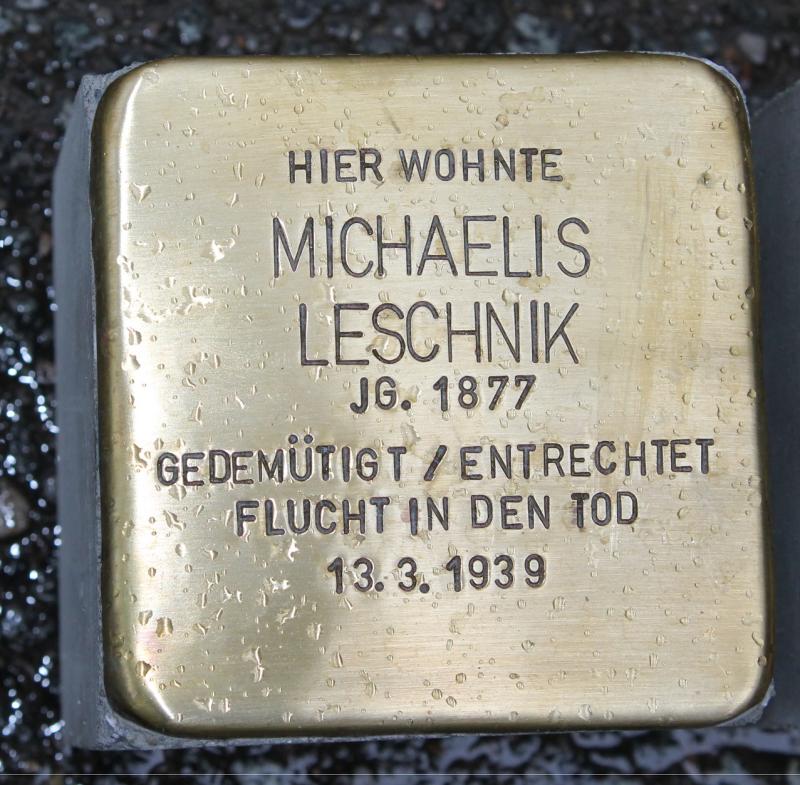 HIER WOHNTE
MICHAELIS
LESCHNIK
JG. 1877
GEDEMÜTIGT / ENTRECHTET
FLUCHT IN DEN TOD
13.3.1939